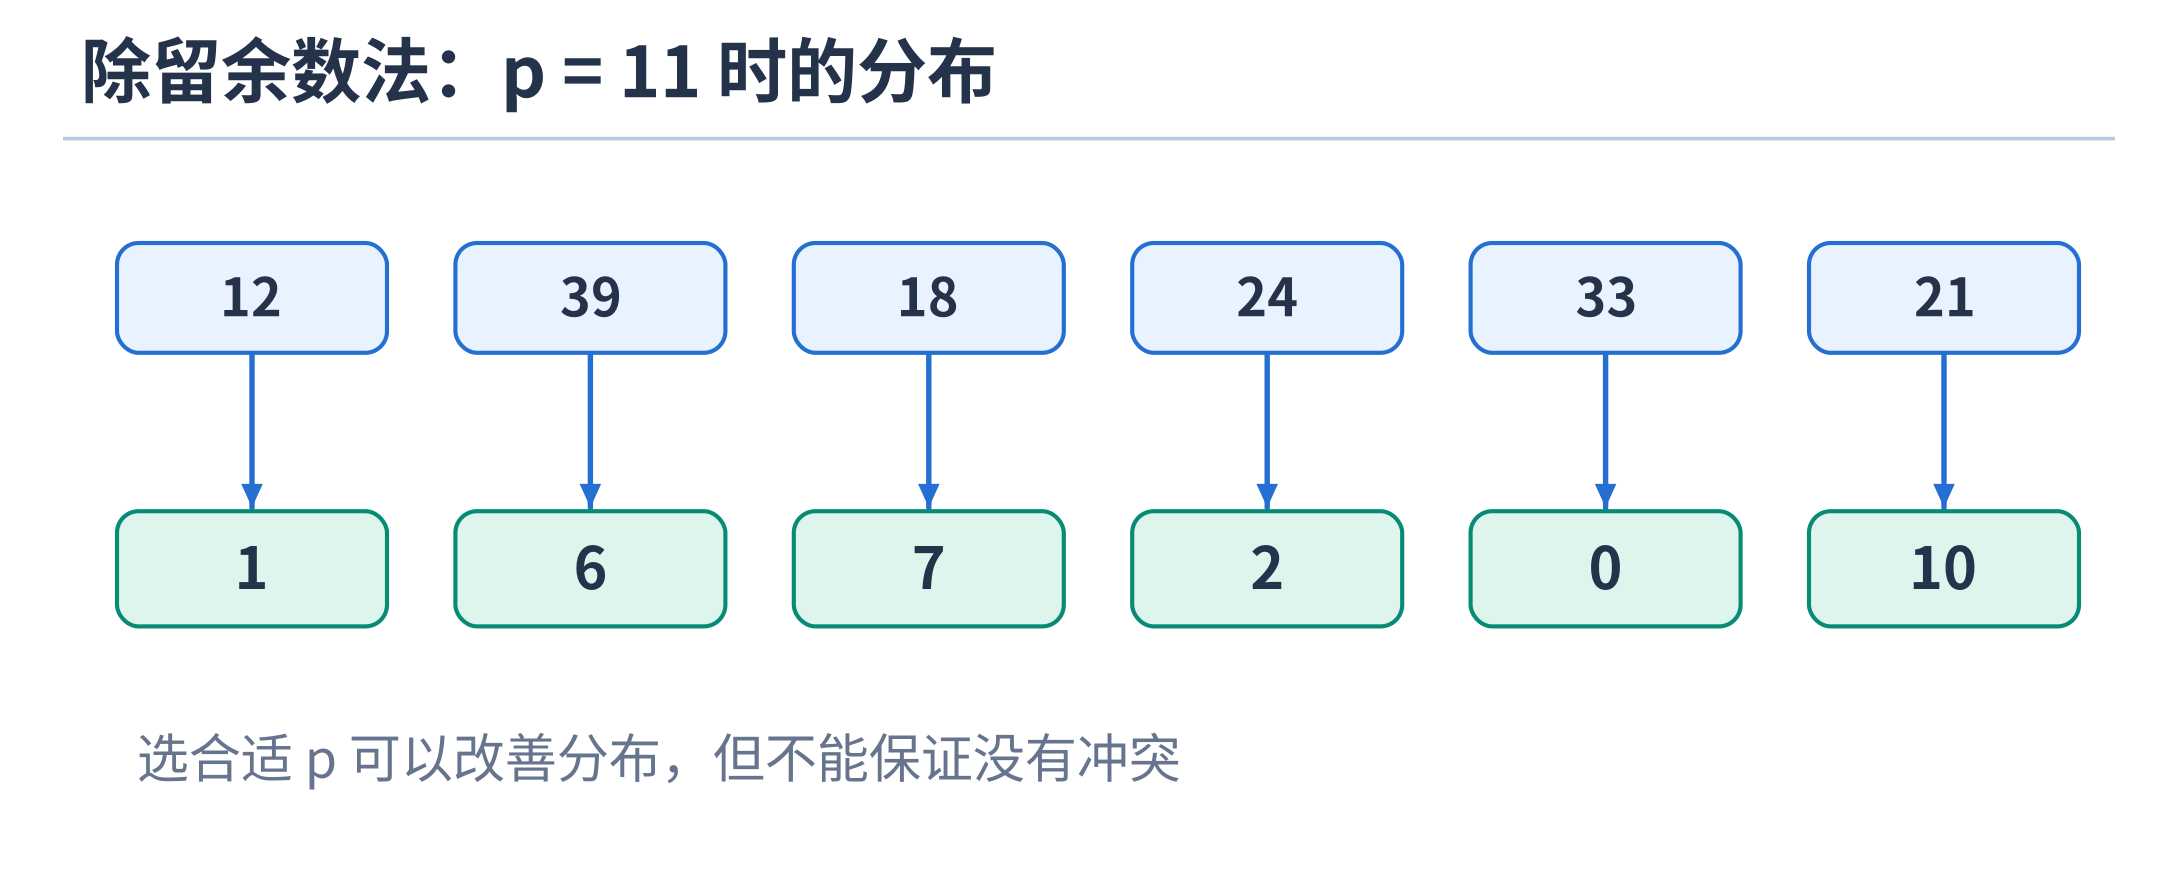 除留余数法：p = 11 时的分布
12 39 18 24 33 21
1 6 7 2 0 10
选合适 p 可以改善分布，但不能保证没有冲突